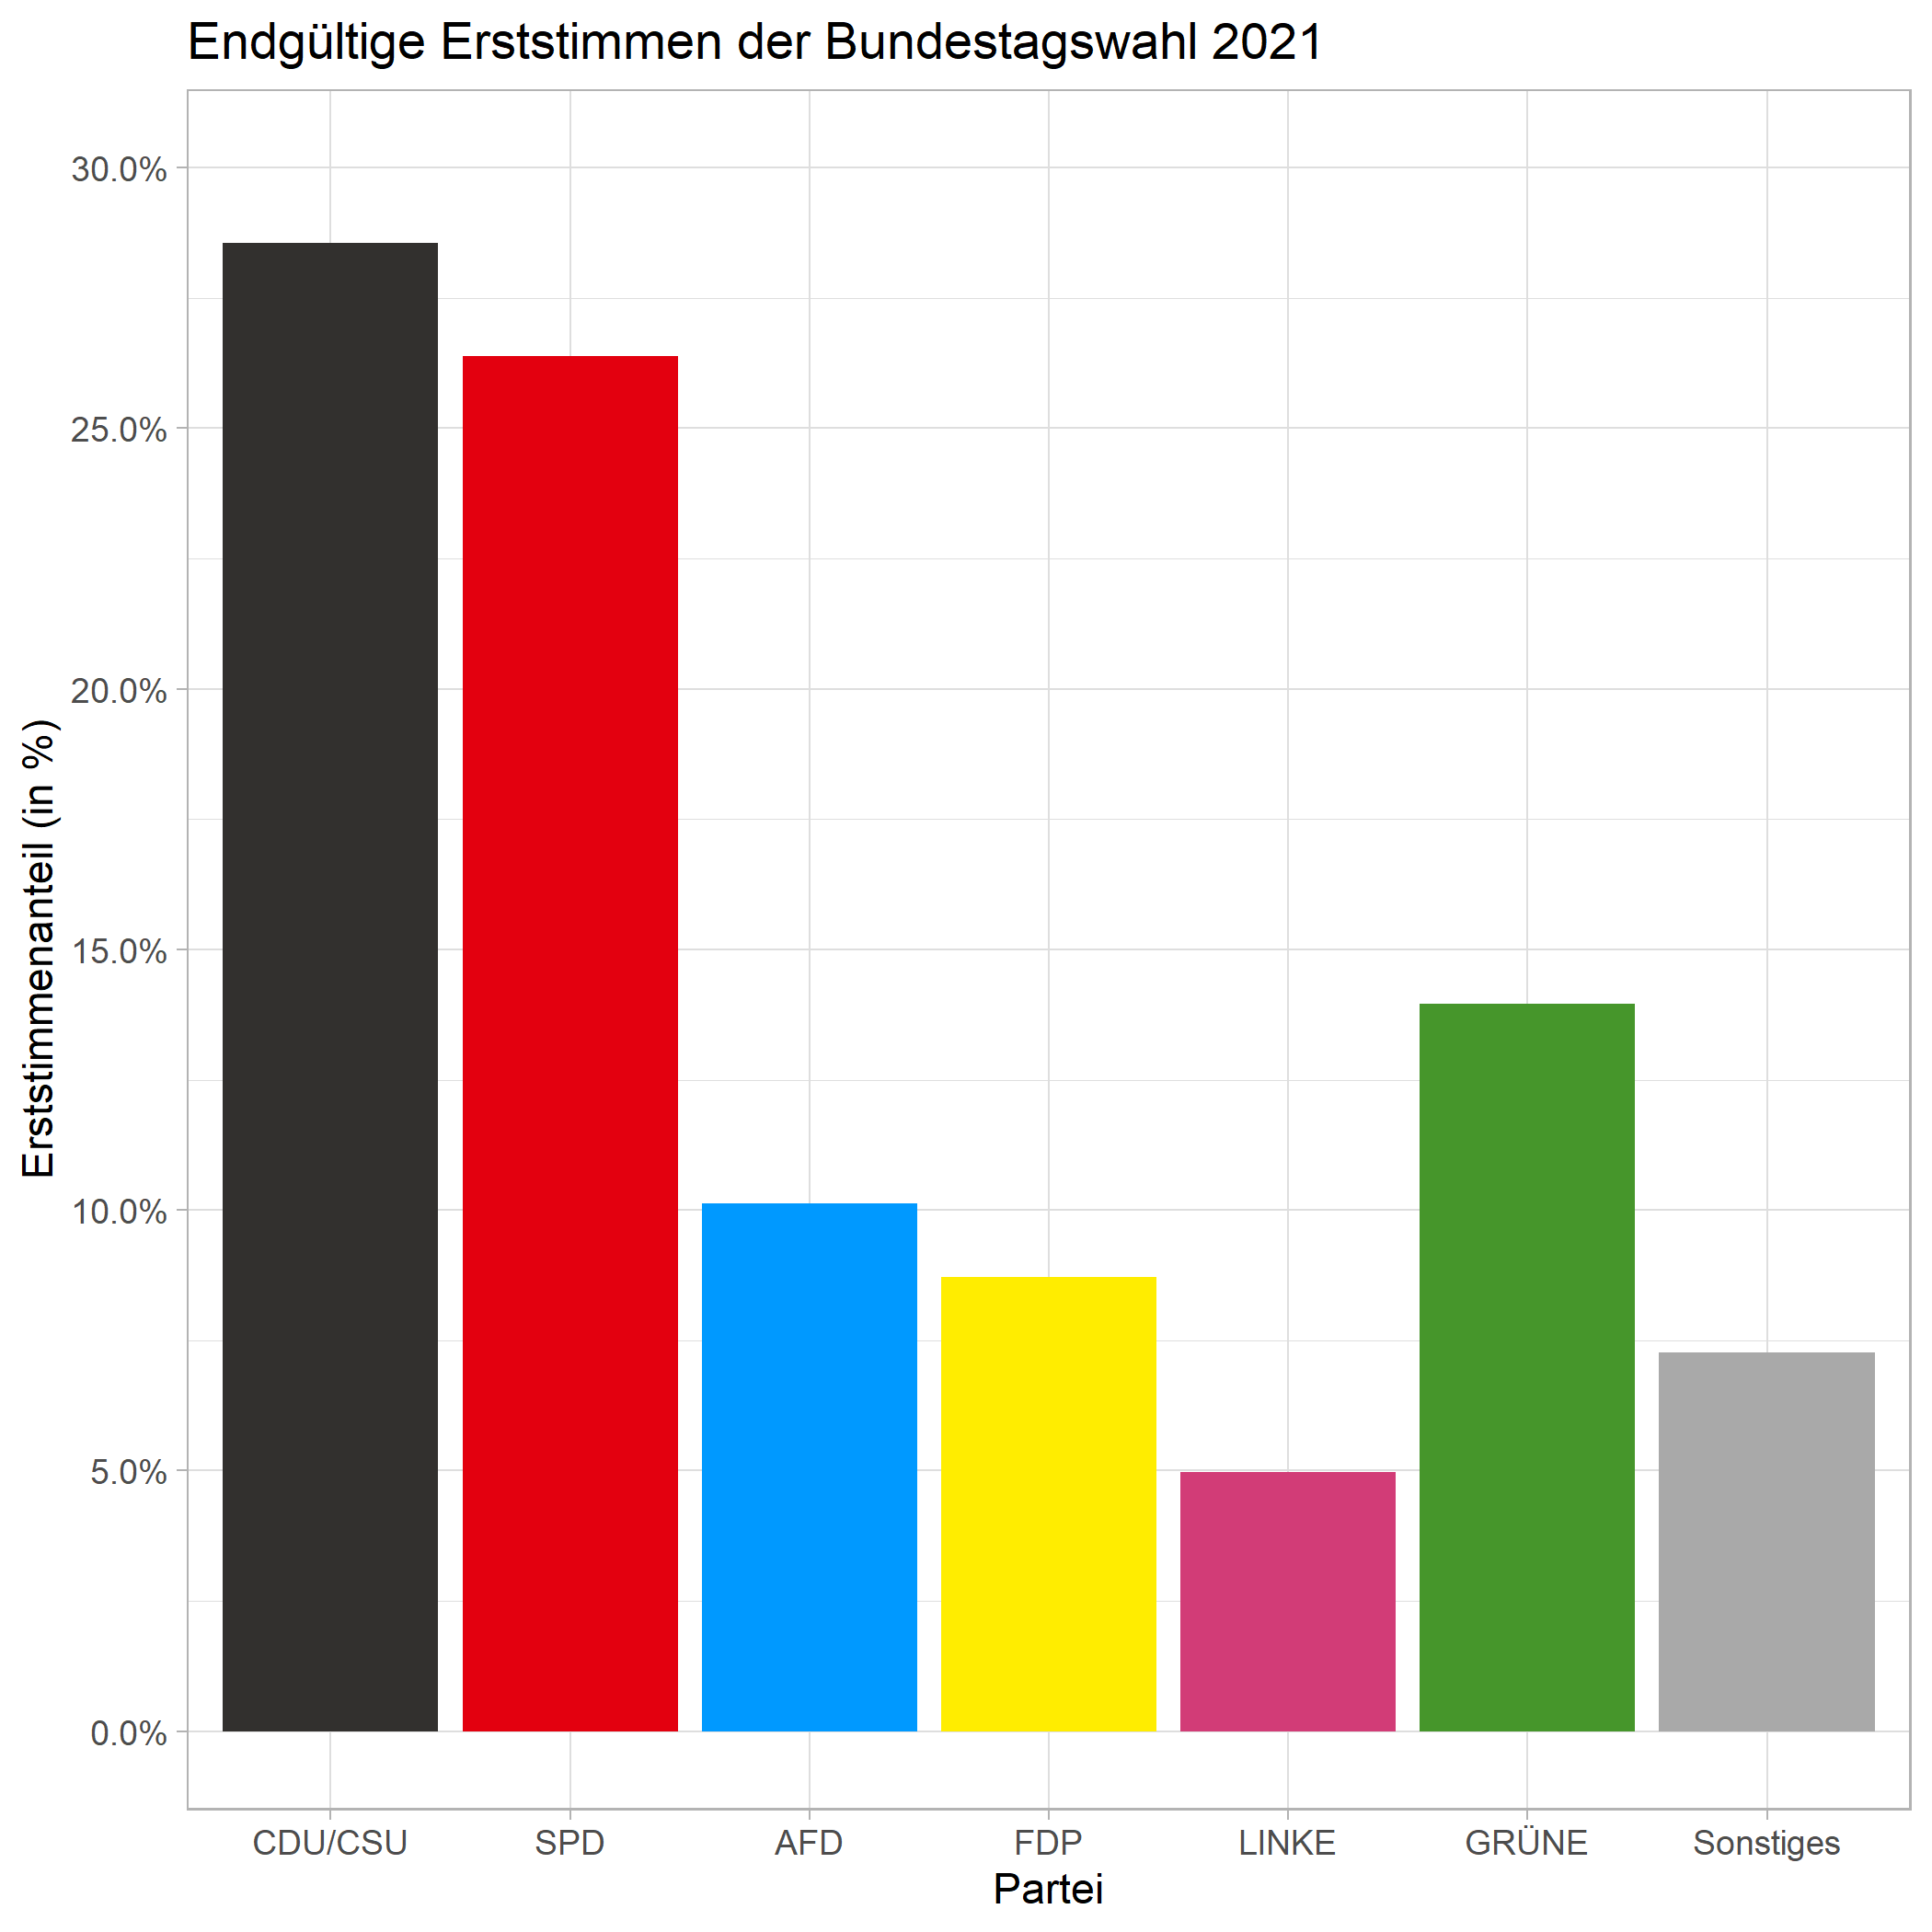 Endgültige Erststimmen der Bundestagswahl 2021
Erststimmenanteil (in %)
30.0%
25.0%
20.0%
15.0%
10.0%
5.0%
0.0%
CDU/CSU SPD AFD FDP LINKE GRÜNE Sonstiges
Partei